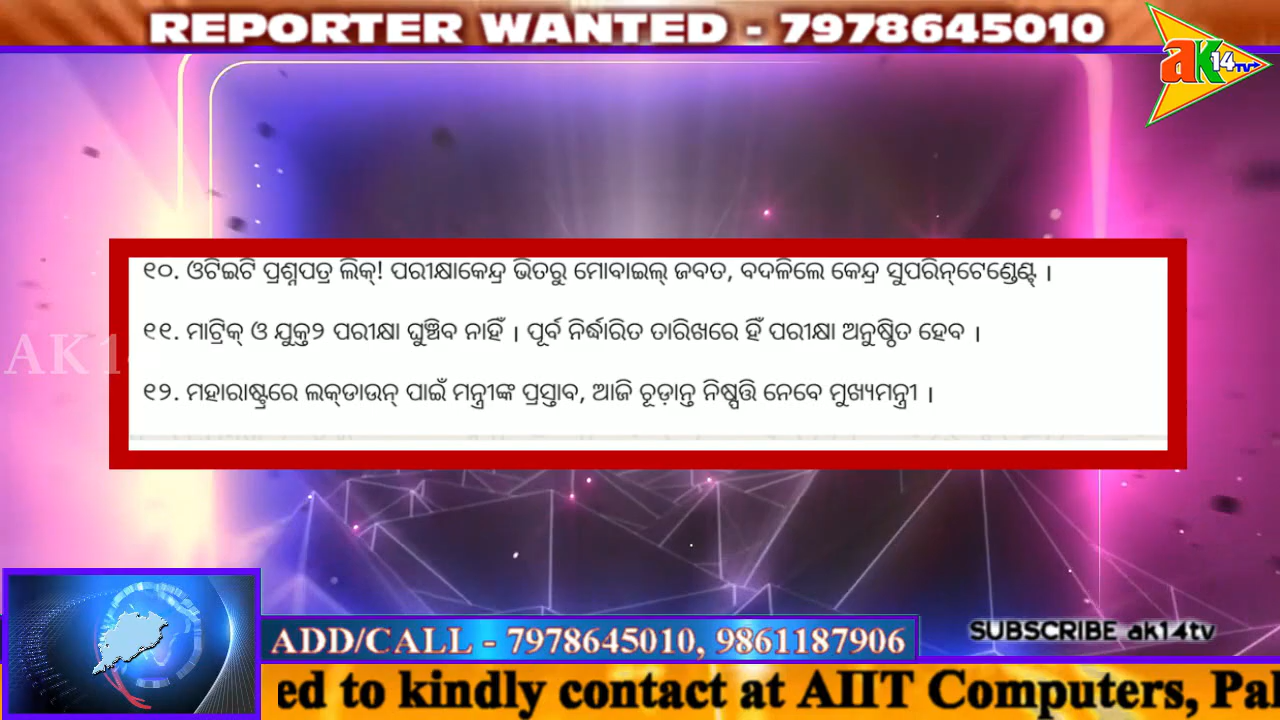 REPORTER WANTED - 7978645010
ak14TV
୧୦. ଓଟିଇଟି ପ୍ରଶ୍ନପତ୍ର ଲିକ୍! ପରୀକ୍ଷାକେନ୍ଦ୍ର ଭିତରୁ ମୋବାଇଲ୍ ଜବତ, ବଦଳିଲେ କେନ୍ଦ୍ର ସୁପରିନ୍‌ଟେଣ୍ଡେଣ୍ଟ୍ ।
୧୧. ମାଟ୍ରିକ୍ ଓ ଯୁକ୍ତ୨ ପରୀକ୍ଷା ଘୁଞ୍ଚିବ ନାହିଁ । ପୂର୍ବ ନିର୍ଦ୍ଧାରିତ ତାରିଖରେ ହିଁ ପରୀକ୍ଷା ଅନୁଷ୍ଠିତ ହେବ ।
AK1
୧୨. ମହାରାଷ୍ଟ୍ରରେ ଲକ୍‌ଡାଉନ୍ ପାଇଁ ମନ୍ତ୍ରୀଙ୍କ ପ୍ରସ୍ତାବ, ଆଜି ଚୂଡ଼ାନ୍ତ ନିଷ୍ପତ୍ତି ନେବେ ମୁଖ୍ୟମନ୍ତ୍ରୀ ।
ADD/CALL - 7978645010, 9861187906
SUBSCRIBE ak14tv
ed to kindly contact at AIIT Computers, Pal